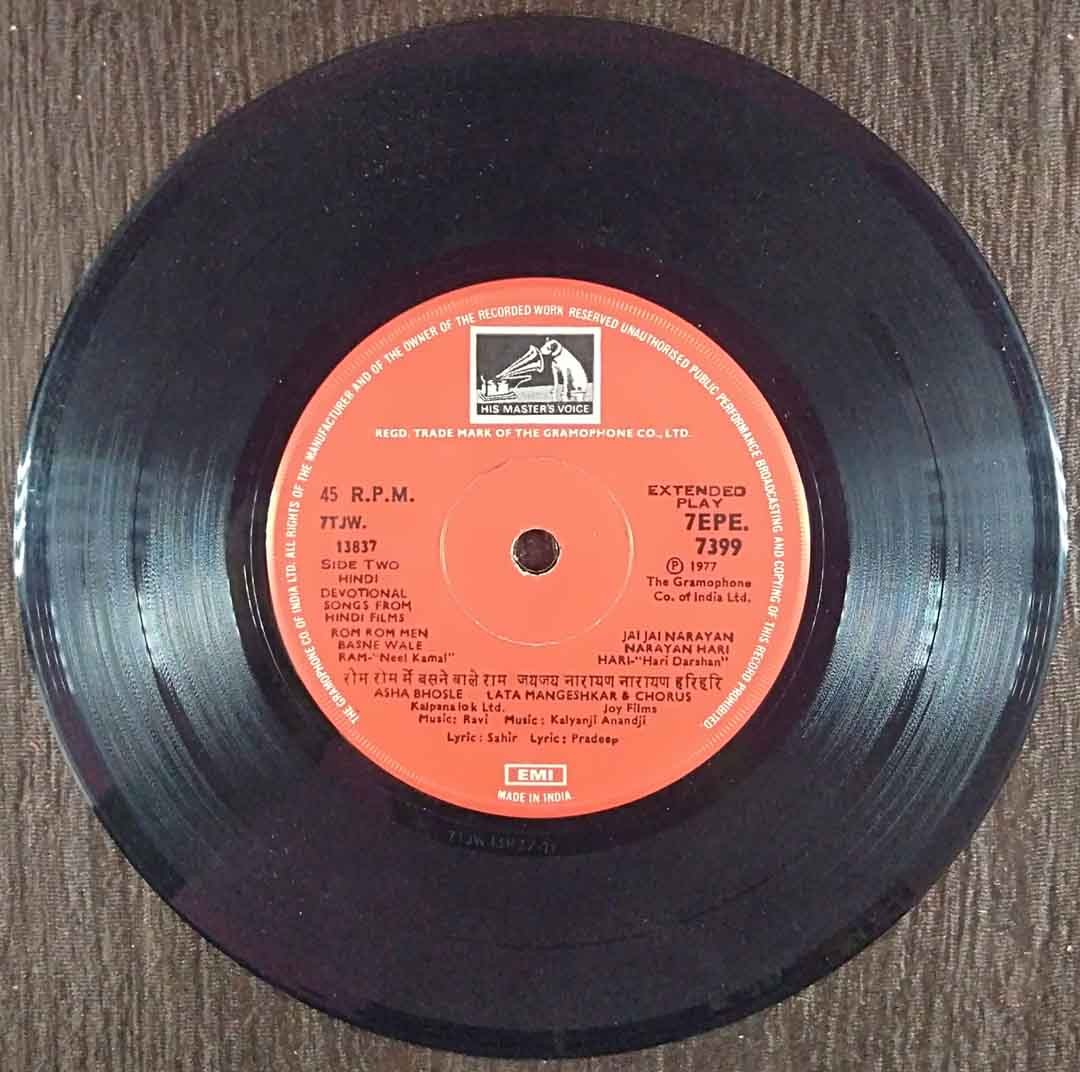 THE GRAMOPHONE CO. OF INDIA LTD. ALL RIGHTS OF THE MANUFACTURER AND OF THE OWNER OF THE RECORDED WORK RESERVED UNAUTHORISED PUBLIC PERFORMANCE BROADCASTING AND COPYING OF THIS RECORD PROHIBITED
HIS MASTER'S VOICE
REGD. TRADE MARK OF THE GRAMOPHONE CO., LTD.
45 R.P.M.
7TJW.
13837
SIDE TWO
HINDI
DEVOTIONAL
SONGS FROM
HINDI FILMS
EXTENDED
PLAY
7EPE.
7399
Ⓟ 1977
The Gramophone
Co. of India Ltd.
ROM ROM MEN
BASNE WALE
RAM-"Neel Kamal"
JAI JAI NARAYAN
NARAYAN HARI
HARI-"Hari Darshan"
रोम रोम में बसने वाले राम जयजय नारायण नारायण हरिहरि
ASHA BHOSLE LATA MANGESHKAR & CHORUS
Kalpanalok Ltd. Joy Films
Music: Ravi Music: Kalyanji Anandji
Lyric: Sahir Lyric: Pradeep
EMI
MADE IN INDIA